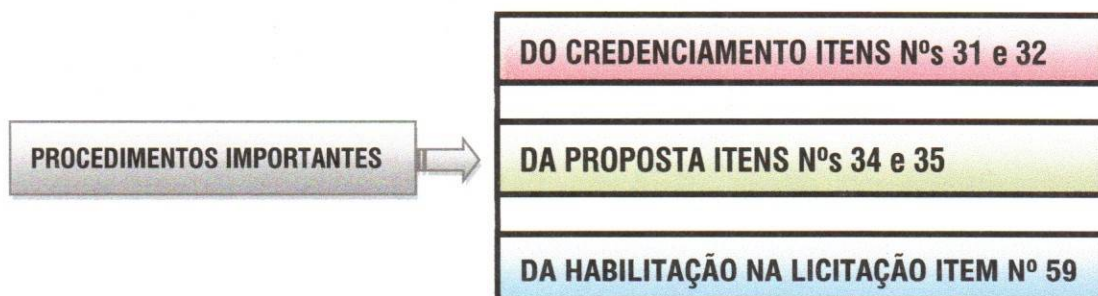 PROCEDIMENTOS IMPORTANTES
DO CREDENCIAMENTO ITENS Nºs 31 e 32
DA PROPOSTA ITENS Nºs 34 e 35
DA HABILITAÇÃO NA LICITAÇÃO ITEM Nº 59